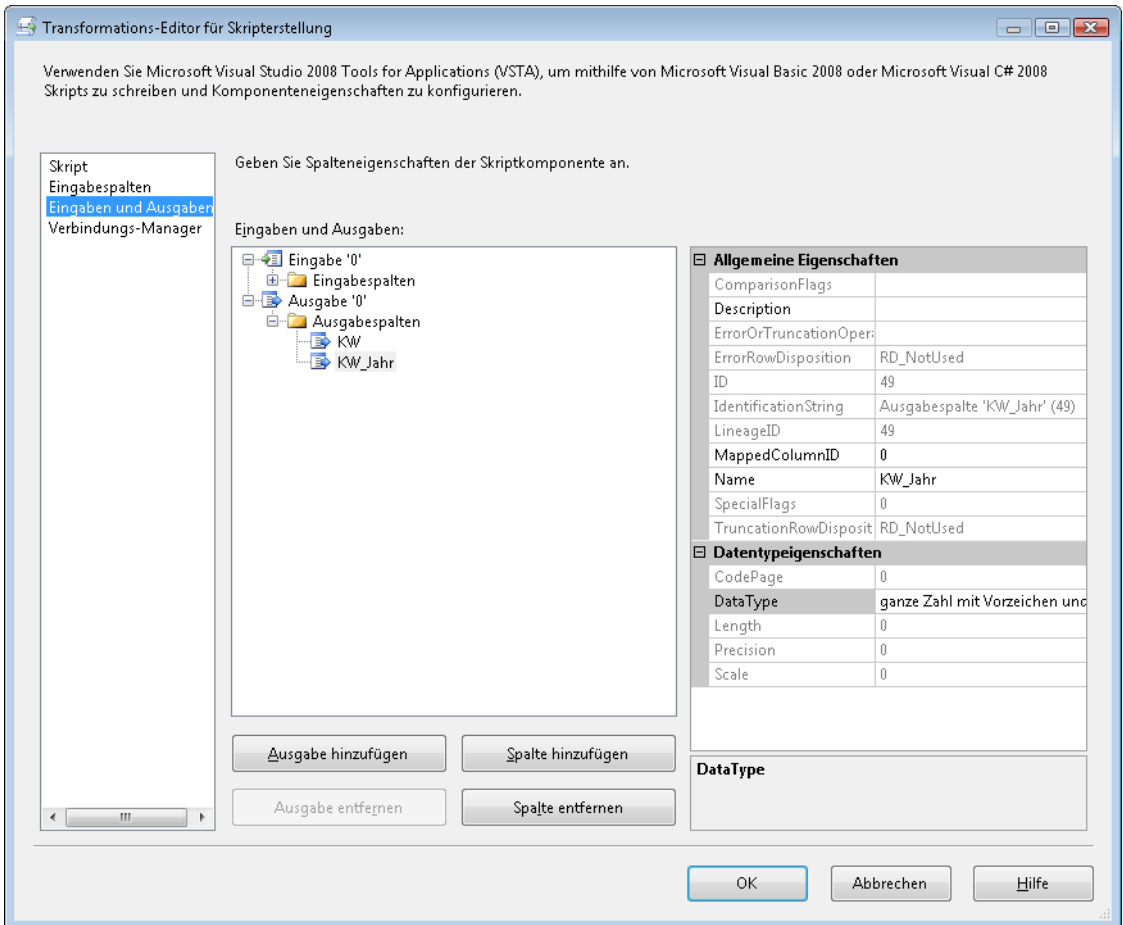 Transformations-Editor für Skripterstellung
Verwenden Sie Microsoft Visual Studio 2008 Tools for Applications (VSTA), um mithilfe von Microsoft Visual Basic 2008 oder Microsoft Visual C# 2008
Skripts zu schreiben und Komponenteneigenschaften zu konfigurieren.
Skript
Eingabespalten
Eingaben und Ausgaben
Verbindungs-Manager
Geben Sie Spalteneigenschaften der Skriptkomponente an.
Eingaben und Ausgaben:
Eingabe '0'
Eingabespalten
Ausgabe '0'
Ausgabespalten
KW
KW_Jahr
Allgemeine Eigenschaften
ComparisonFlags
Description
ErrorOrTruncationOper
ErrorRowDisposition RD_NotUsed
ID 49
IdentificationString Ausgabespalte 'KW_Jahr' (49)
LineageID 49
MappedColumnID 0
Name KW_Jahr
SpecialFlags 0
TruncationRowDisposit RD_NotUsed
Datentypeigenschaften
CodePage 0
DataType ganze Zahl mit Vorzeichen und
Length 0
Precision 0
Scale 0
Ausgabe hinzufügen Spalte hinzufügen
Ausgabe entfernen Spalte entfernen
DataType
OK Abbrechen Hilfe